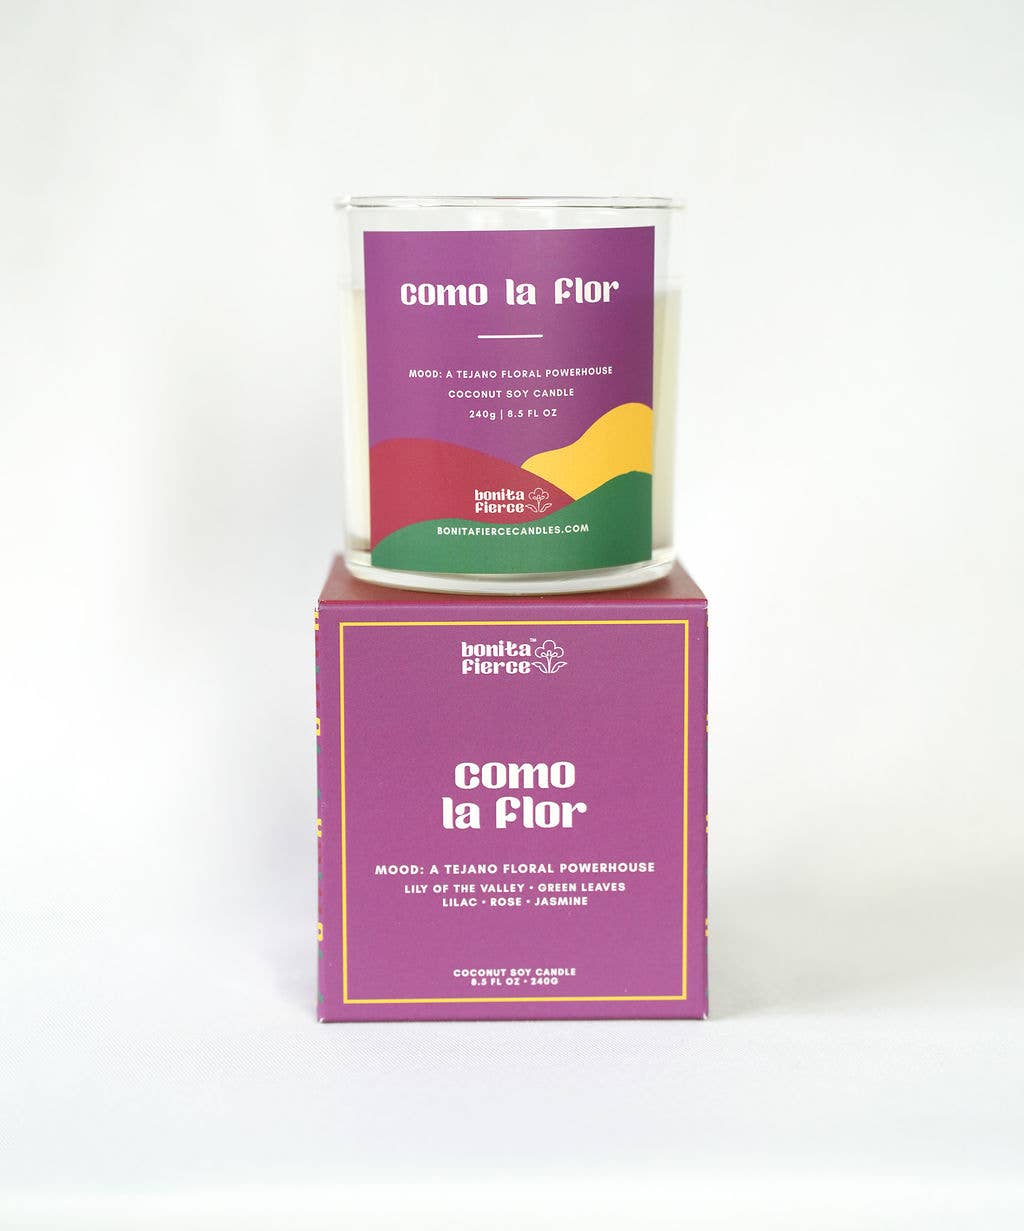 como la flor
MOOD: A TEJANO FLORAL POWERHOUSE
COCONUT SOY CANDLE
240g | 8.5 FL OZ
bonita
fierce
BONITAFIERCECANDLES.COM
bonita™
fierce
como
la flor
MOOD: A TEJANO FLORAL POWERHOUSE
LILY OF THE VALLEY • GREEN LEAVES
LILAC • ROSE • JASMINE
COCONUT SOY CANDLE
8.5 FL OZ • 240G